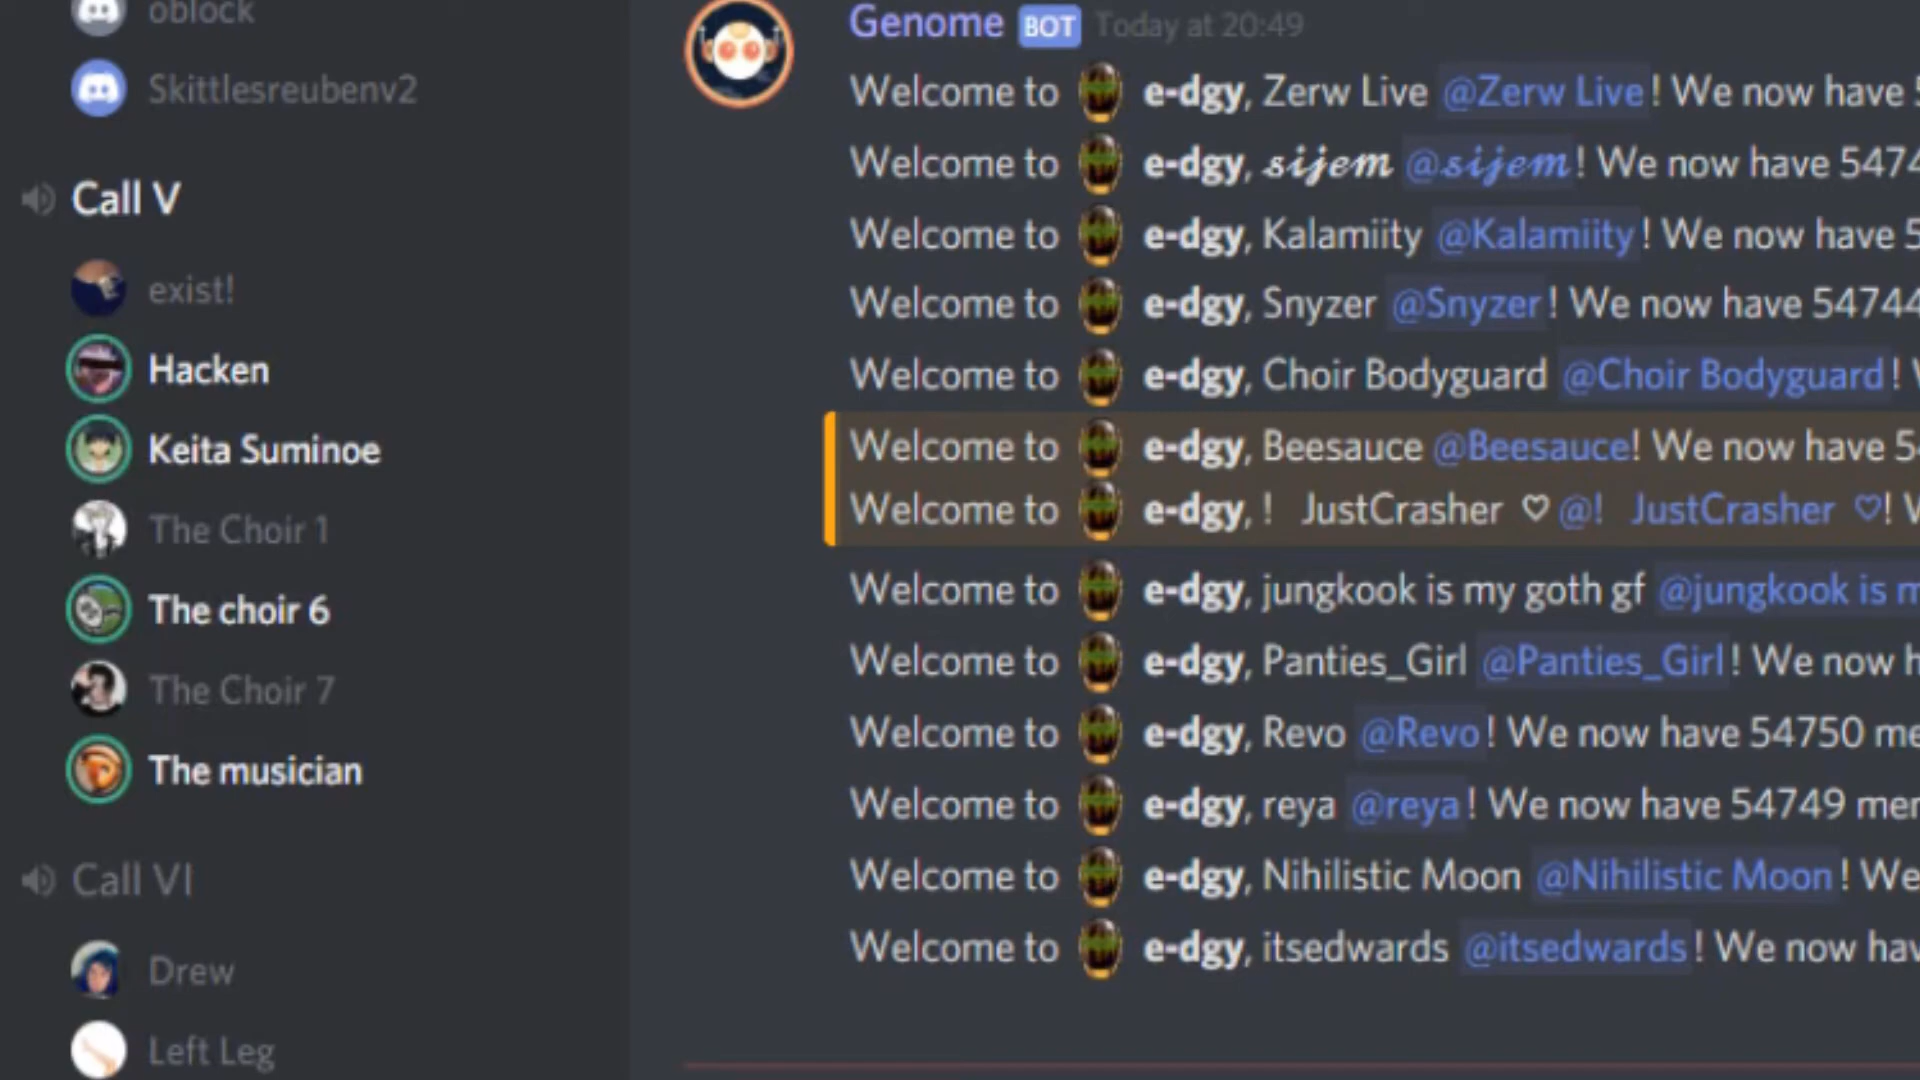 oblock
Skittlesreubenv2
Call V
exist!
Hacken
Keita Suminoe
The Choir 1
The choir 6
The Choir 7
The musician
Call VI
Drew
Left Leg
Genome BOT Today at 20:49
Welcome to e-dgy, Zerw Live @Zerw Live! We now have
Welcome to e-dgy, 𝓼𝓲𝓳𝓮𝓶 @𝓼𝓲𝓳𝓮𝓶! We now have 5474
Welcome to e-dgy, Kalamiity @Kalamiity! We now have 5
Welcome to e-dgy, Snyzer @Snyzer! We now have 54744
Welcome to e-dgy, Choir Bodyguard @Choir Bodyguard!
Welcome to e-dgy, Beesauce @Beesauce! We now have 54
Welcome to e-dgy, ! JustCrasher ♡ @! JustCrasher ♡!
Welcome to e-dgy, jungkook is my goth gf @jungkook is m
Welcome to e-dgy, Panties_Girl @Panties_Girl! We now h
Welcome to e-dgy, Revo @Revo! We now have 54750 me
Welcome to e-dgy, reya @reya! We now have 54749 mer
Welcome to e-dgy, Nihilistic Moon @Nihilistic Moon! We
Welcome to e-dgy, itsedwards @itsedwards! We now hav